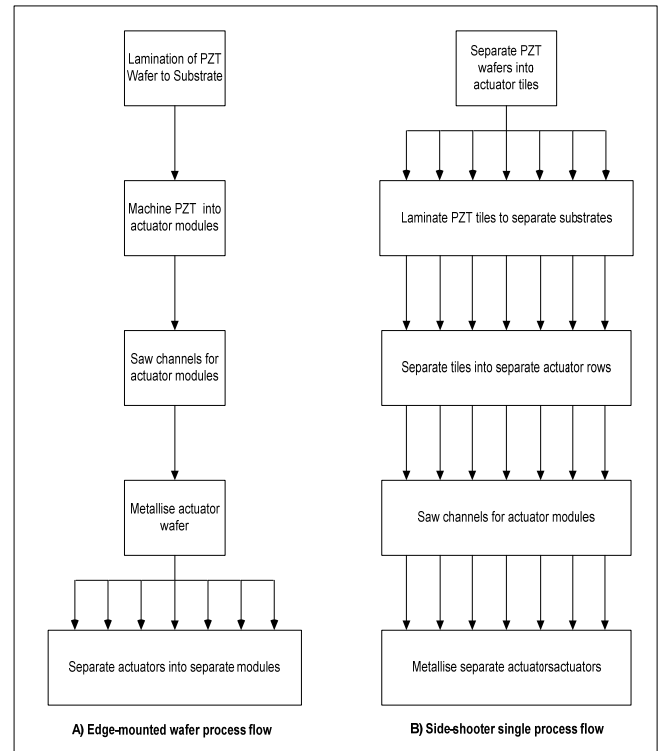 Lamination of PZT
Wafer to Substrate
Machine PZT into
actuator modules
Saw channels for
actuator modules
Metallise actuator
wafer
Separate actuators into separate modules
A) Edge-mounted wafer process flow
Separate PZT
wafers into
actuator tiles
Laminate PZT tiles to separate substrates
Separate tiles into separate actuator rows
Saw channels for actuator modules
Metallise separate actuatorsactuators
B) Side-shooter single process flow